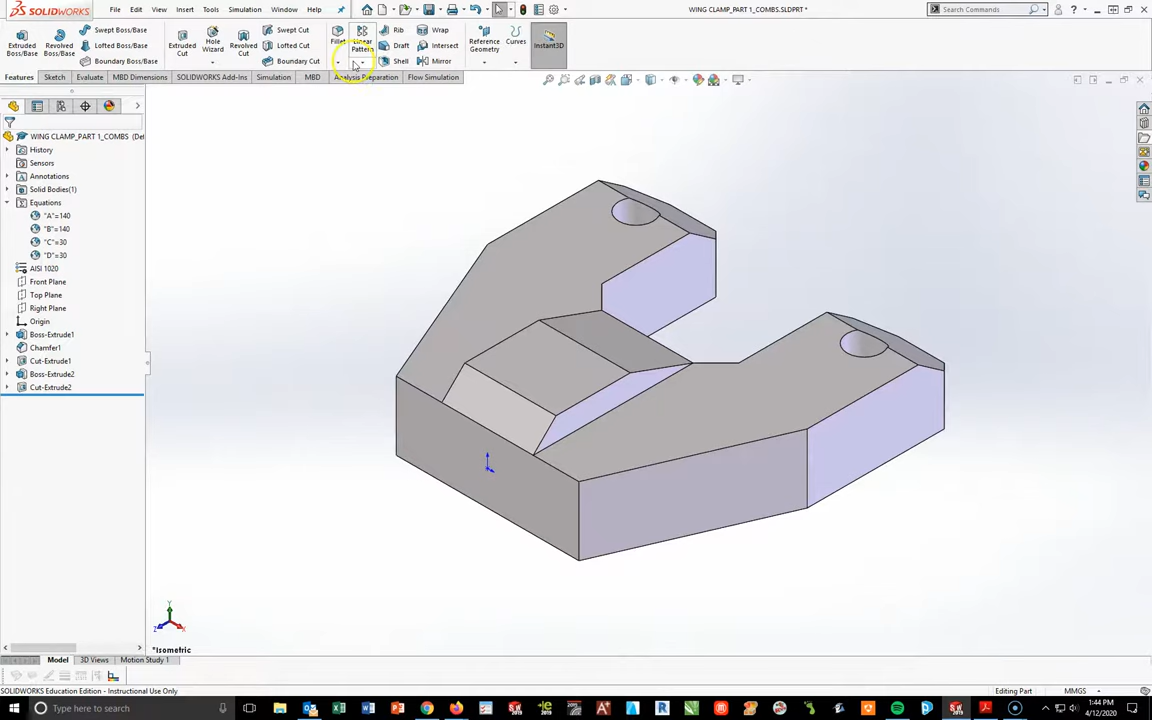 SOLIDWORKS File Edit View Insert Tools Simulation Window Help WING CLAMP_PART 1_COMBS.SLDPRT * Search Commands
Extruded Boss/Base
Revolved Boss/Base
Swept Boss/Base
Lofted Boss/Base
Boundary Boss/Base
Extruded Cut
Hole Wizard
Revolved Cut
Swept Cut
Lofted Cut
Boundary Cut
Fillet
Linear Pattern
Rib
Draft
Shell
Wrap
Intersect
Mirror
Reference Geometry
Curves
Instant3D
Features Sketch Evaluate MBD Dimensions SOLIDWORKS Add-Ins Simulation MBD Analysis Preparation Flow Simulation
WING CLAMP_PART 1_COMBS (De
History
Sensors
Annotations
Solid Bodies(1)
Equations
"A"=140
"B"=140
"C"=30
"D"=30
AISI 1020
Front Plane
Top Plane
Right Plane
Origin
Boss-Extrude1
Chamfer1
Cut-Extrude1
Boss-Extrude2
Cut-Extrude2
Y
Z
X
*Isometric
Model 3D Views Motion Study 1
SOLIDWORKS Education Edition - Instructional Use Only Editing Part MMGS
Type here to search
1:44 PM
4/12/2020